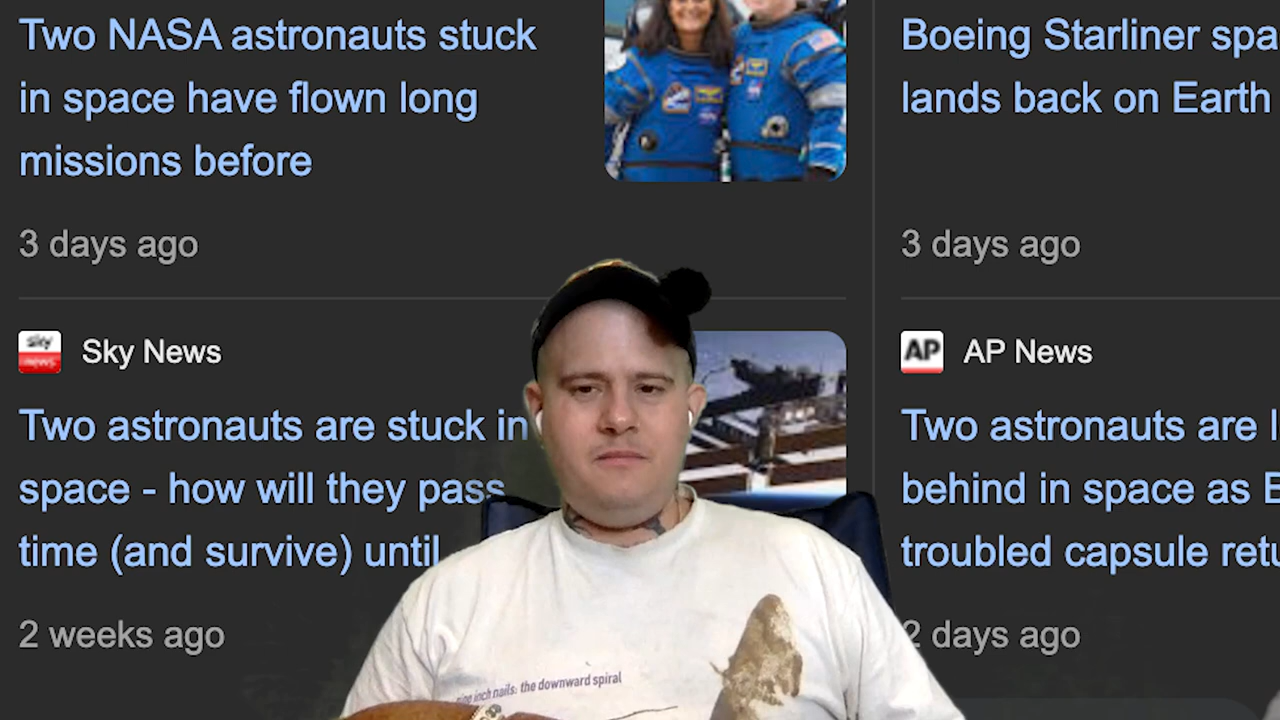 Two NASA astronauts stuck
in space have flown long
missions before
3 days ago
sky
news
Sky News
Two astronauts are stuck in
space - how will they pass
time (and survive) until
2 weeks ago
Boeing Starliner spa
lands back on Earth
3 days ago
AP
AP News
Two astronauts are l
behind in space as
troubled capsule retu
2 days ago
inch nails: the downward spiral